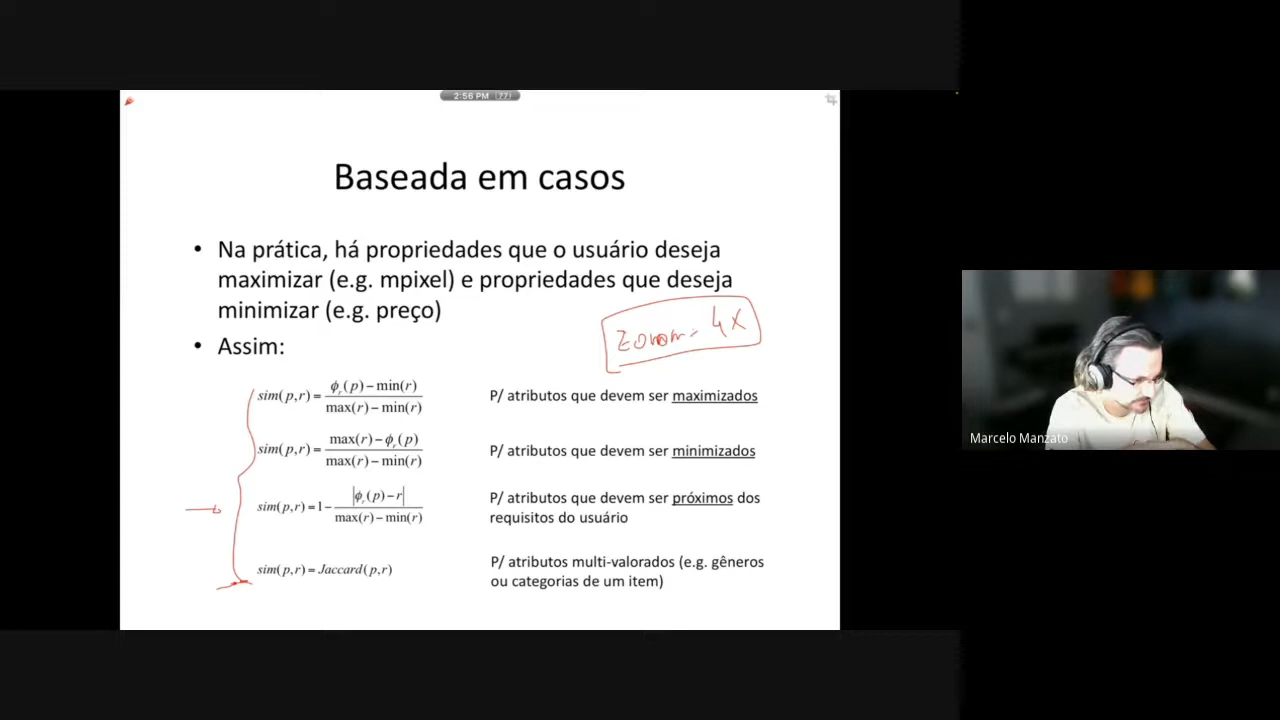 2:56 PM (77)
Baseada em casos
• Na prática, há propriedades que o usuário deseja
maximizar (e.g. mpixel) e propriedades que deseja
minimizar (e.g. preço)
4X
• Assim:
sim(p,r) = (ϕᵣ(p) − min(r)) / (max(r) − min(r)) P/ atributos que devem ser maximizados
sim(p,r) = (max(r) − ϕᵣ(p)) / (max(r) − min(r)) P/ atributos que devem ser minimizados
sim(p,r) = 1 − |ϕᵣ(p) − r| / (max(r) − min(r)) P/ atributos que devem ser próximos dos
requisitos do usuário
sim(p,r) = Jaccard(p,r) P/ atributos multi-valorados (e.g. gêneros
ou categorias de um item)
Marcelo Manzato